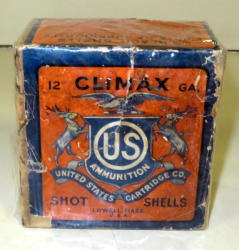 12 CLIMAX GA.
US
AMMUNITION
UNITED STATES CARTRIDGE CO.
SHOT SHELLS
LOWELL, MASS.
U.S.A.